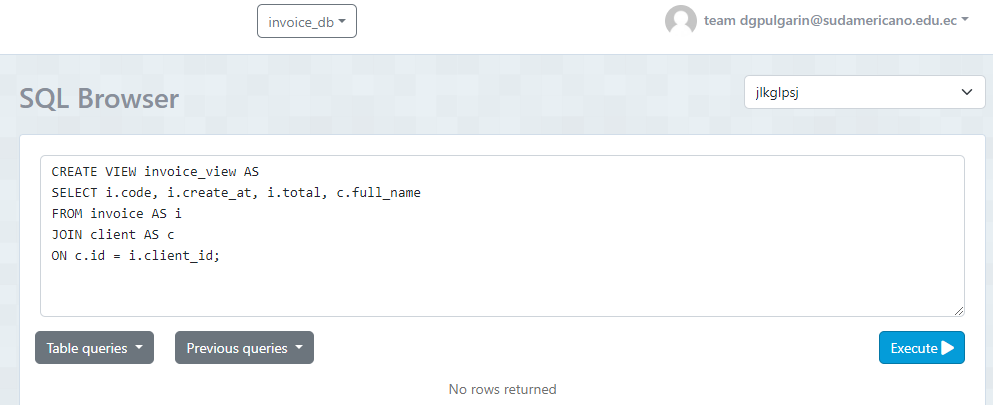 invoice_db
team dgpulgarin@sudamericano.edu.ec
SQL Browser
jlkglpsj
CREATE VIEW invoice_view AS
SELECT i.code, i.create_at, i.total, c.full_name
FROM invoice AS i
JOIN client AS c
ON c.id = i.client_id;
Table queries
Previous queries
Execute
No rows returned